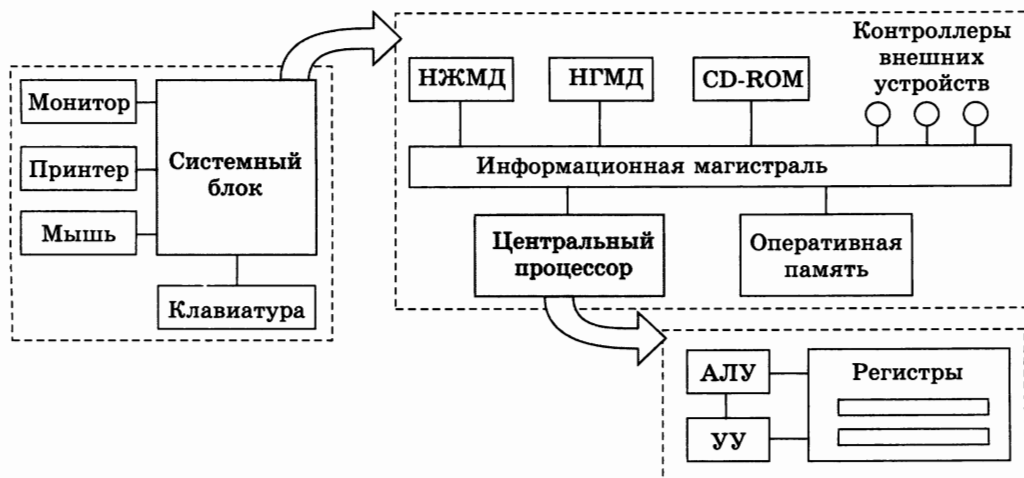 Монитор
Принтер
Мышь
Системный
блок
Клавиатура
НЖМД
НГМД
CD-ROM
Контроллеры
внешних
устройств
Информационная магистраль
Центральный
процессор
Оперативная
память
АЛУ
УУ
Регистры